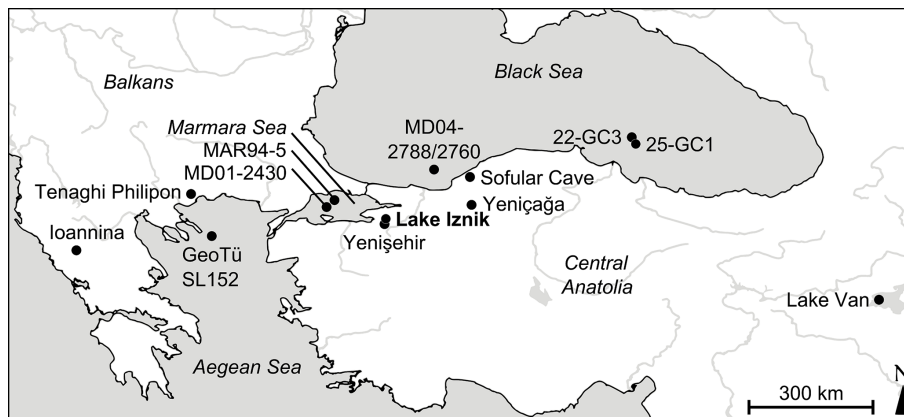 Black Sea
Balkans
Marmara Sea
MAR94-5
MD01-2430
MD04-
2788/2760
22-GC3
25-GC1
Sofular Cave
Tenaghi Philipon
Yeniçağa
Lake Iznik
Ioannina
Yenişehir
GeoTü
SL152
Central
Anatolia
Lake Van
Aegean Sea
N
300 km